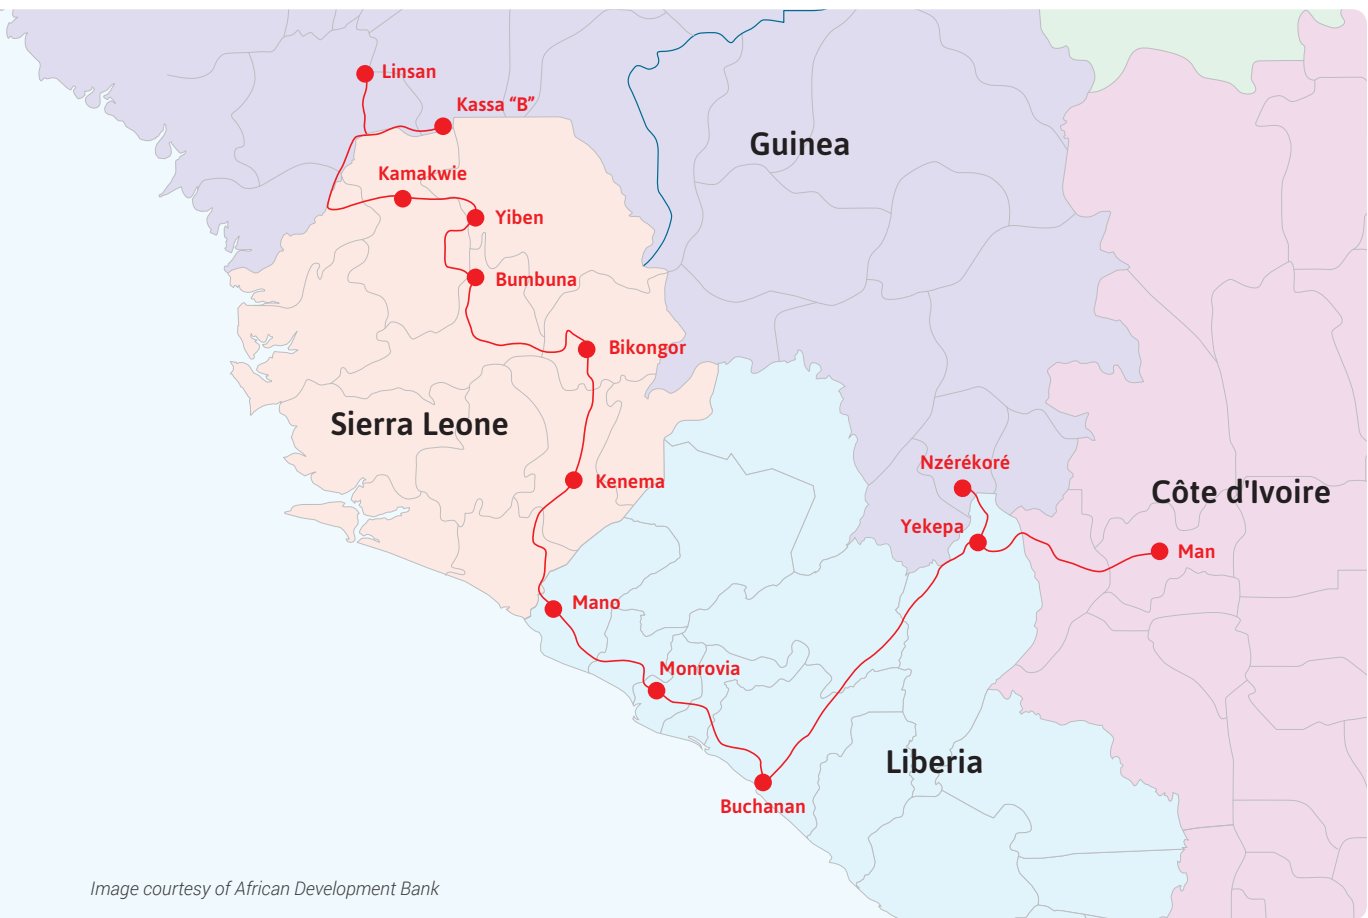 Linsan
Kassa “B”
Guinea
Kamakwie
Yiben
Bumbuna
Bikongor
Sierra Leone
Nzérékoré
Kenema
Côte d'Ivoire
Yekepa
Man
Mano
Monrovia
Liberia
Buchanan
Image courtesy of African Development Bank